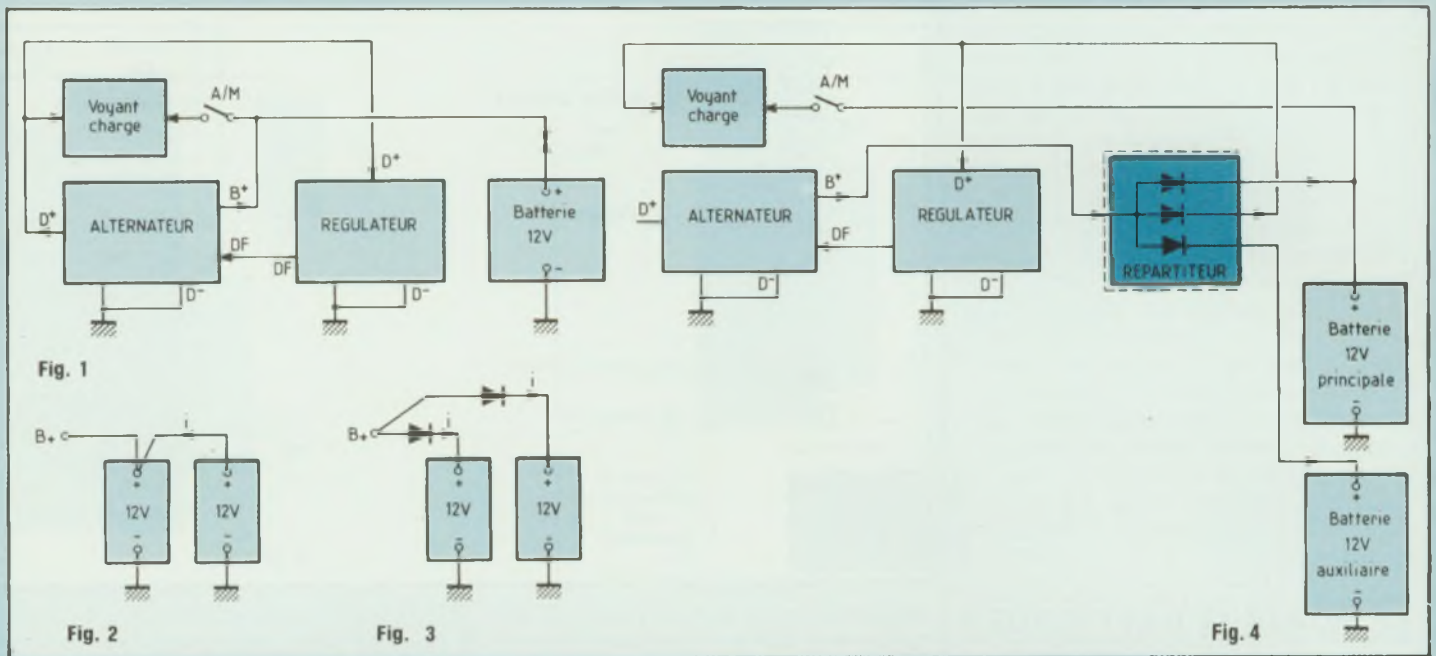 Voyant
charge
A/M
D+
B+
D+
ALTERNATEUR
DF
DF
D-
REGULATEUR
D-
+
Batterie
12V
-
Fig. 1
B+
i
+
12V
-
+
12V
-
Fig. 2
B+
i
i
+
12V
-
+
12V
-
Fig. 3
Voyant
charge
A/M
B+
D+
ALTERNATEUR
DF
D-
D+
REGULATEUR
D-
REPARTITEUR
+
Batterie
12V
principale
-
+
Batterie
12V
auxiliaire
-
Fig. 4